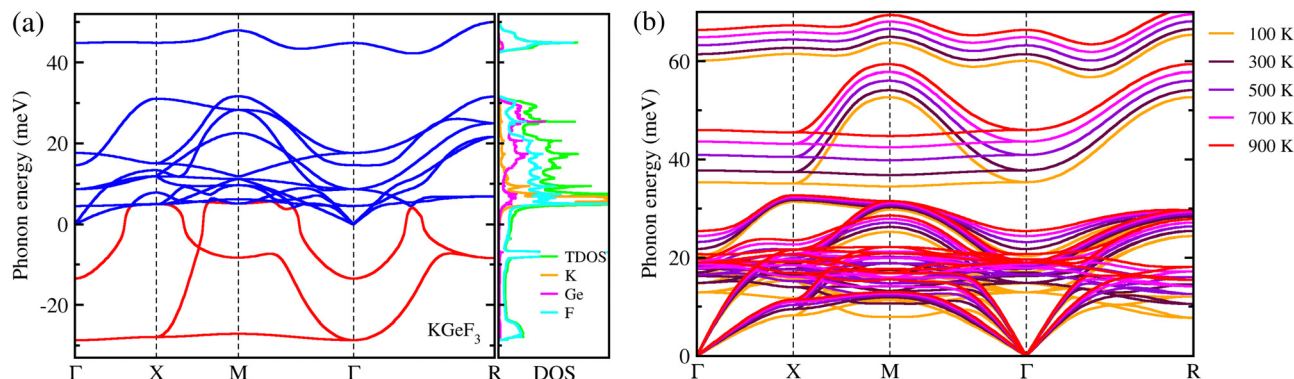 (a)
Phonon energy (meV)
40
20
0
-20
TDOS
K
Ge
F
KGeF3
Γ X M Γ R DOS
(b)
Phonon energy (meV)
60
40
20
0
100 K
300 K
500 K
700 K
900 K
Γ X M Γ R